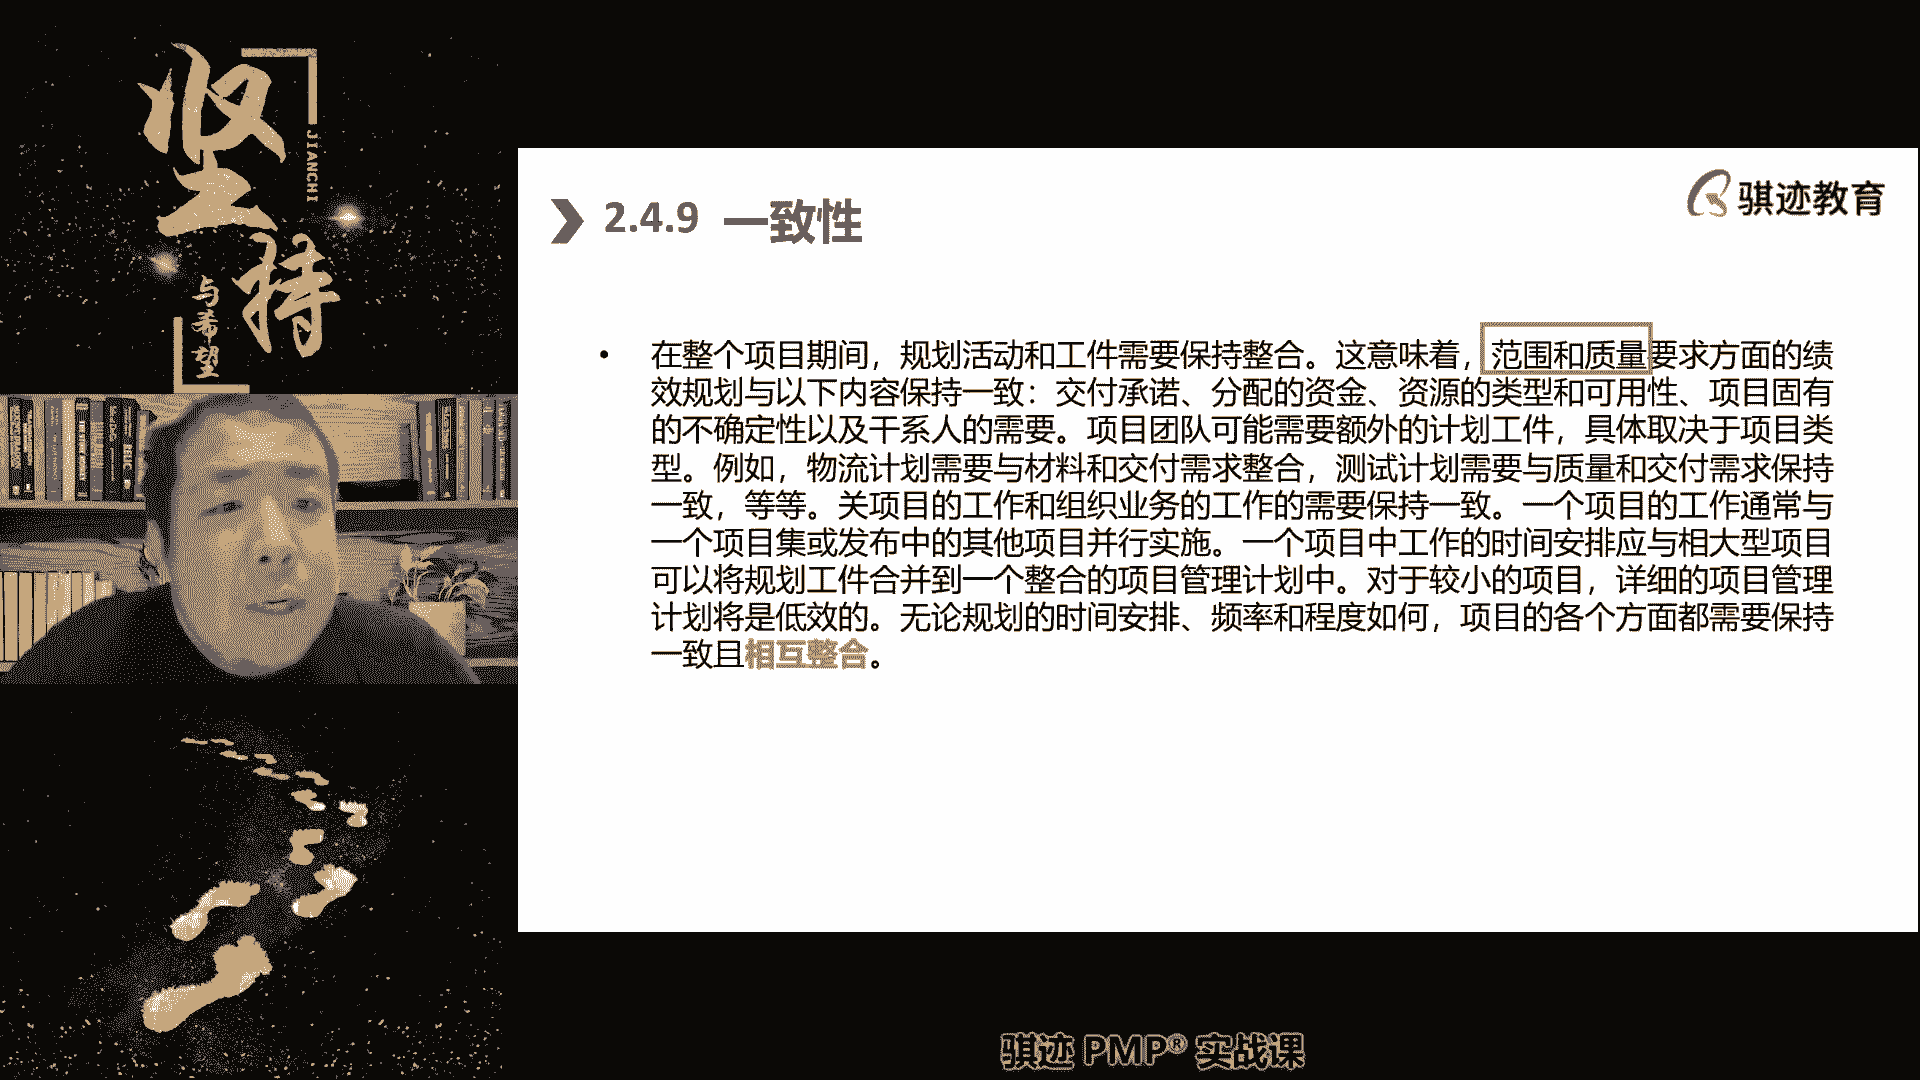 坚持
JIANCHI
与希望
骐迹教育
2.4.9 一致性
• 在整个项目期间，规划活动和工件需要保持整合。这意味着，范围和质量要求方面的绩
效规划与以下内容保持一致：交付承诺、分配的资金、资源的类型和可用性、项目固有
的不确定性以及干系人的需要。项目团队可能需要额外的计划工件，具体取决于项目类
型。例如，物流计划需要与材料和交付需求整合，测试计划需要与质量和交付需求保持
一致，等等。关项目的工作和组织业务的工作的需要保持一致。一个项目的工作通常与
一个项目集或发布中的其他项目并行实施。一个项目中工作的时间安排应与相大型项目
可以将规划工件合并到一个整合的项目管理计划中。对于较小的项目，详细的项目管理
计划将是低效的。无论规划的时间安排、频率和程度如何，项目的各个方面都需要保持
一致且相互整合。
骐迹 PMP® 实战课